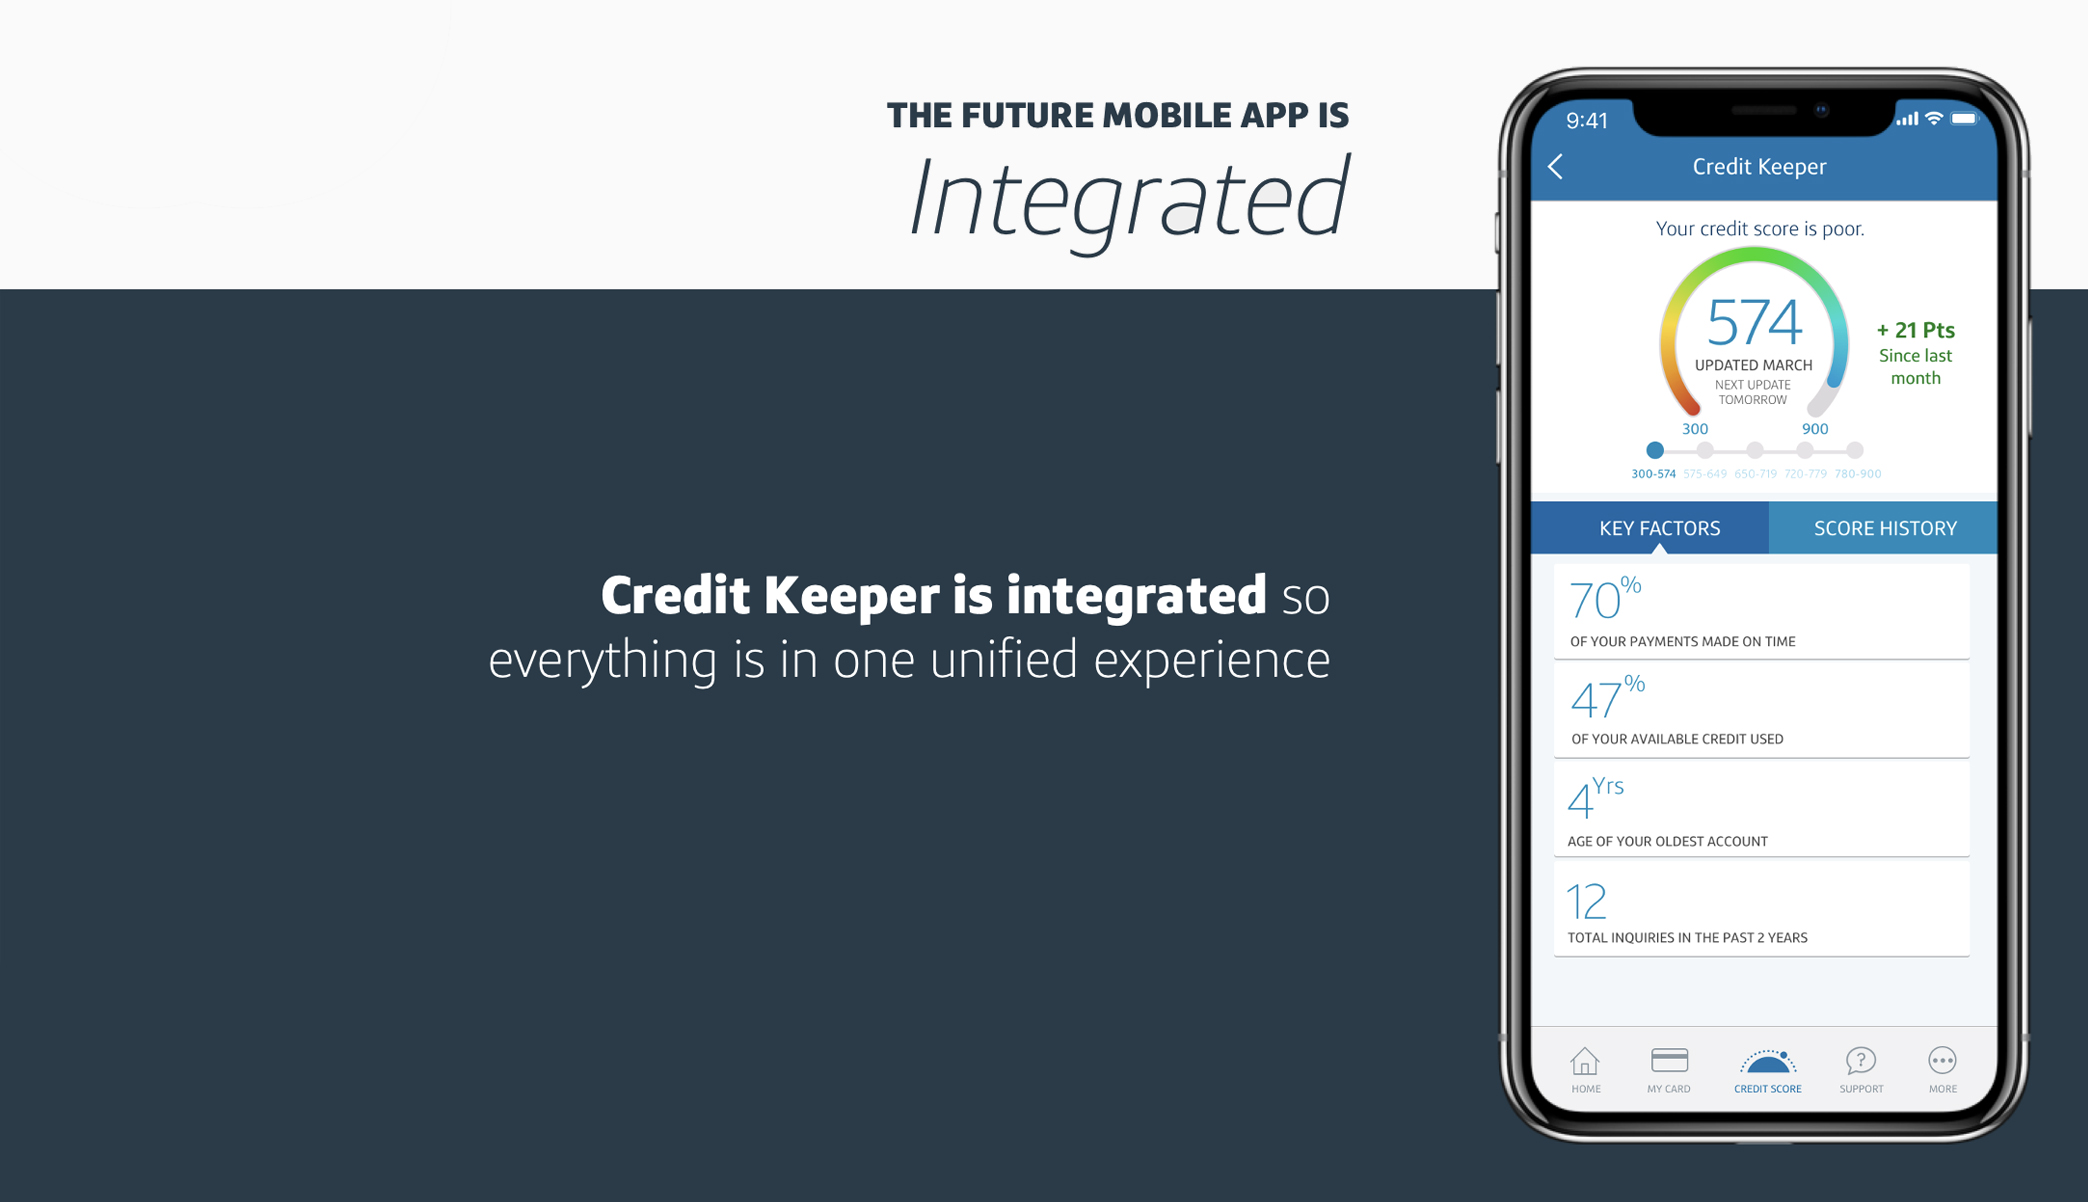 THE FUTURE MOBILE APP IS
Integrated
Credit Keeper is integrated so
everything is in one unified experience
9:41
Credit Keeper
Your credit score is poor.
574
UPDATED MARCH
NEXT UPDATE
TOMORROW
+ 21 Pts
Since last
month
300 900
300-574 575-649 650-719 720-779 780-900
KEY FACTORS SCORE HISTORY
70%
OF YOUR PAYMENTS MADE ON TIME
47%
OF YOUR AVAILABLE CREDIT USED
4 Yrs
AGE OF YOUR OLDEST ACCOUNT
12
TOTAL INQUIRIES IN THE PAST 2 YEARS
?
HOME MY CARD CREDIT SCORE SUPPORT MORE